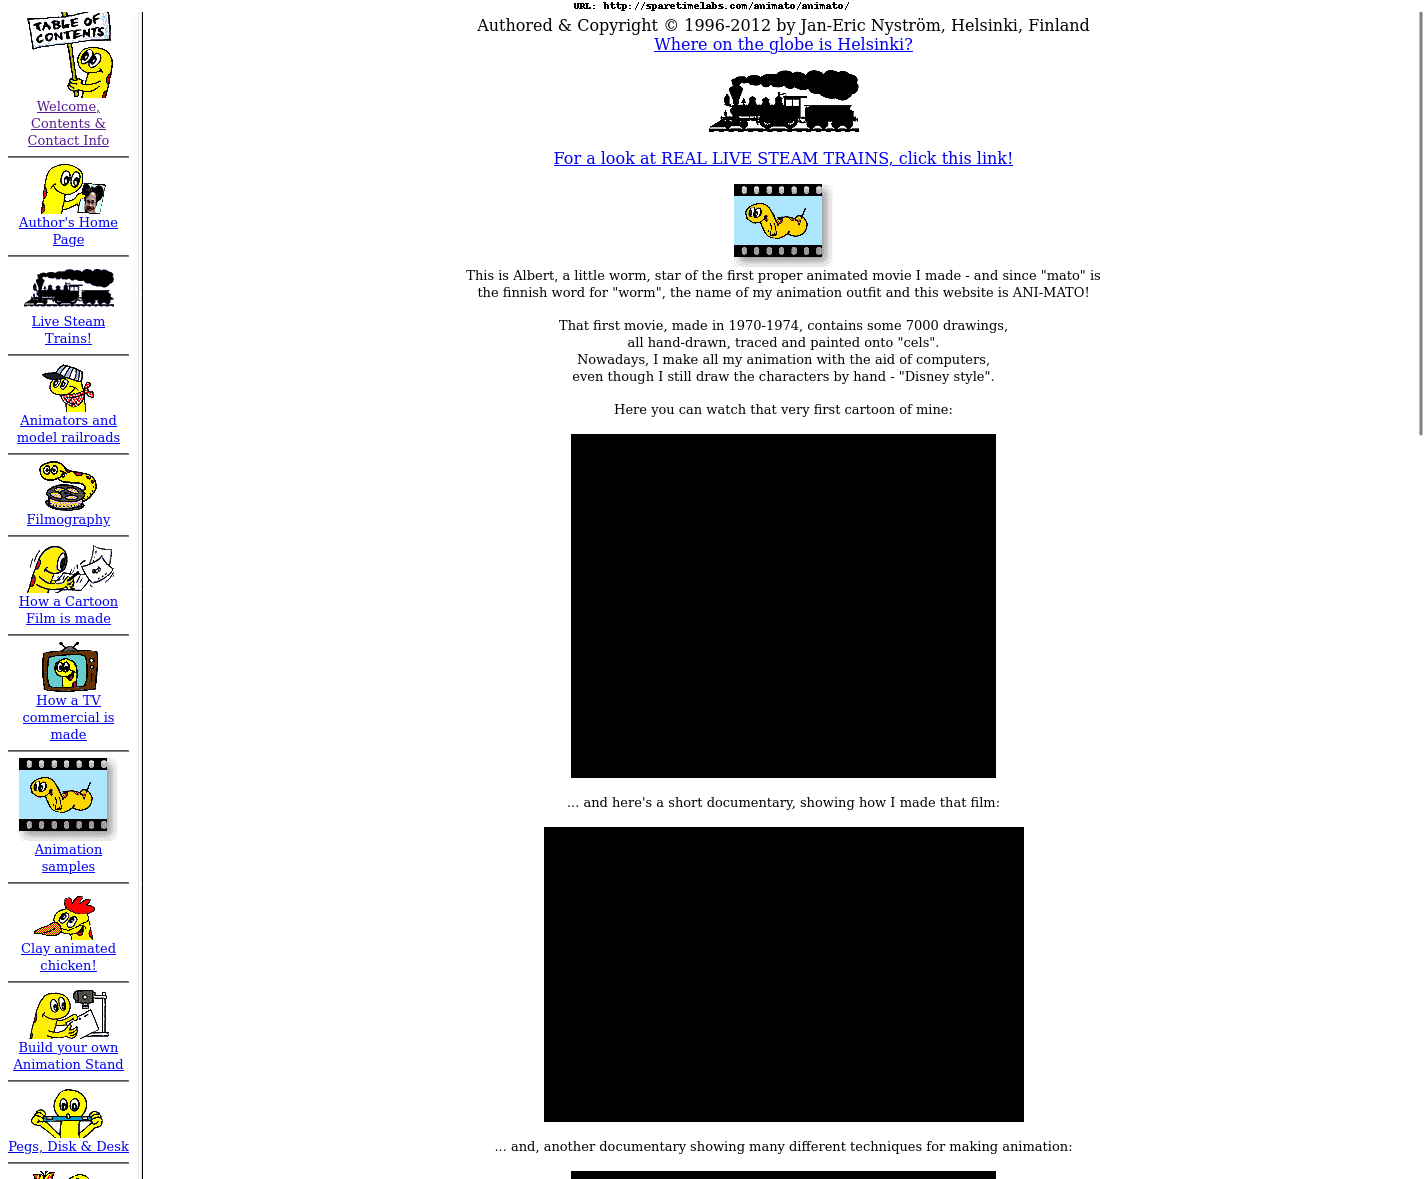 URL: http://sparetimelabs.com/animato/animato/
TABLE OF
CONTENTS
Welcome,
Contents &
Contact Info
Author's Home
Page
Live Steam
Trains!
Animators and
model railroads
Filmography
How a Cartoon
Film is made
How a TV
commercial is
made
Animation
samples
Clay animated
chicken!
Build your own
Animation Stand
Pegs, Disk & Desk
Authored & Copyright © 1996-2012 by Jan-Eric Nyström, Helsinki, Finland
Where on the globe is Helsinki?
For a look at REAL LIVE STEAM TRAINS, click this link!
This is Albert, a little worm, star of the first proper animated movie I made - and since "mato" is
the finnish word for "worm", the name of my animation outfit and this website is ANI-MATO!
That first movie, made in 1970-1974, contains some 7000 drawings,
all hand-drawn, traced and painted onto "cels".
Nowadays, I make all my animation with the aid of computers,
even though I still draw the characters by hand - "Disney style".
Here you can watch that very first cartoon of mine:
... and here's a short documentary, showing how I made that film:
... and, another documentary showing many different techniques for making animation: